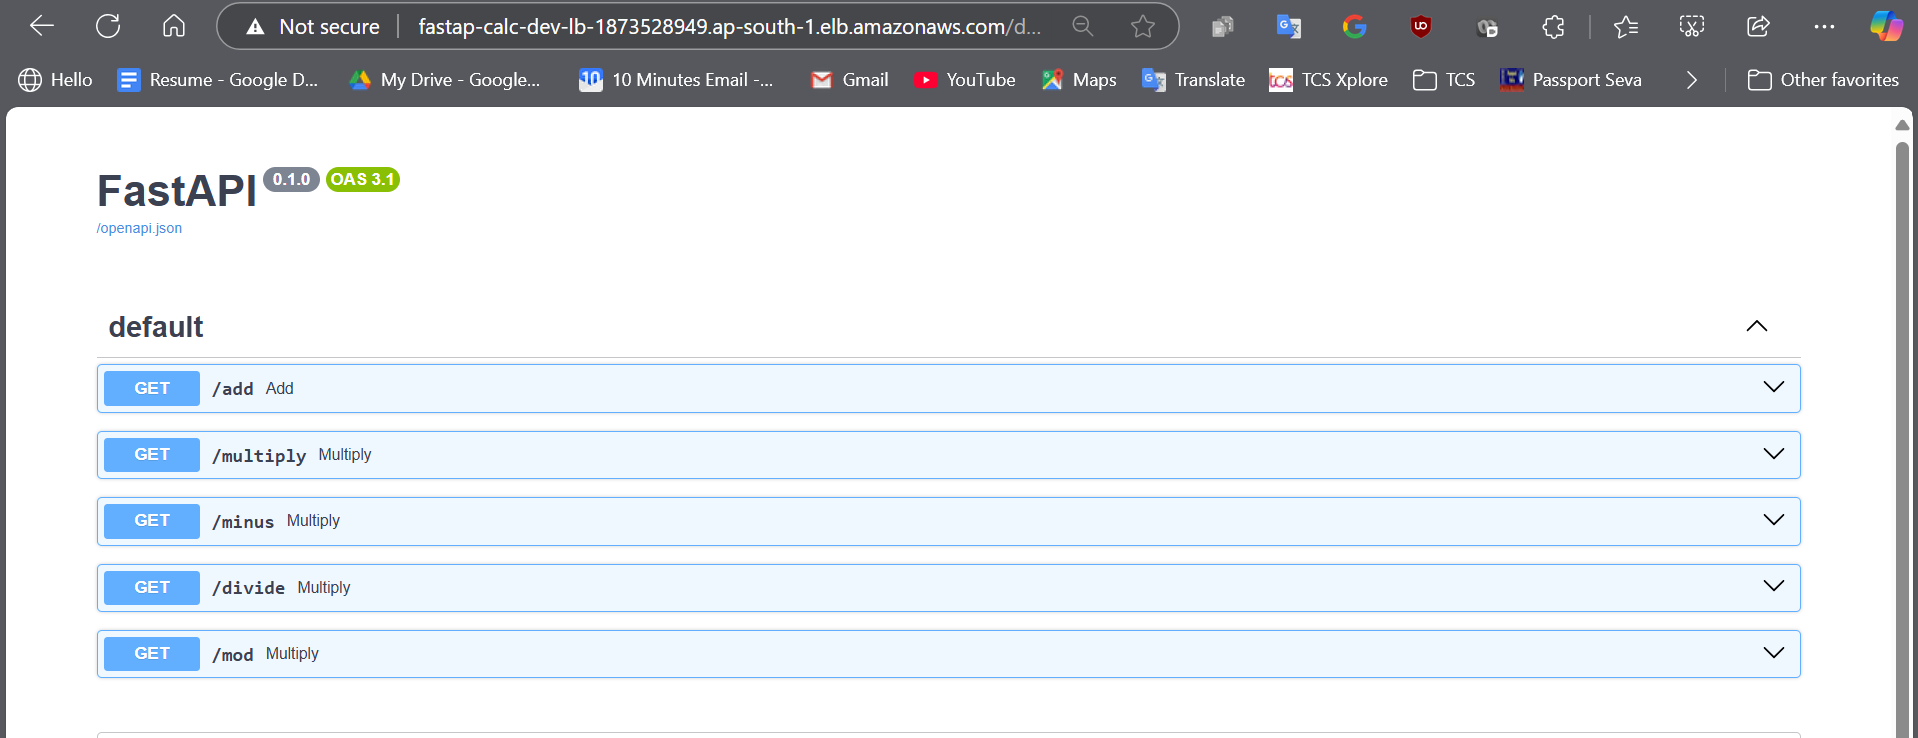 Not secure fastap-calc-dev-lb-1873528949.ap-south-1.elb.amazonaws.com/d...
Hello Resume - Google D... My Drive - Google... 10 10 Minutes Email -... Gmail YouTube Maps Translate tcs TCS Xplore TCS Passport Seva Other favorites
FastAPI 0.1.0 OAS 3.1
/openapi.json
default
GET /add Add
GET /multiply Multiply
GET /minus Multiply
GET /divide Multiply
GET /mod Multiply